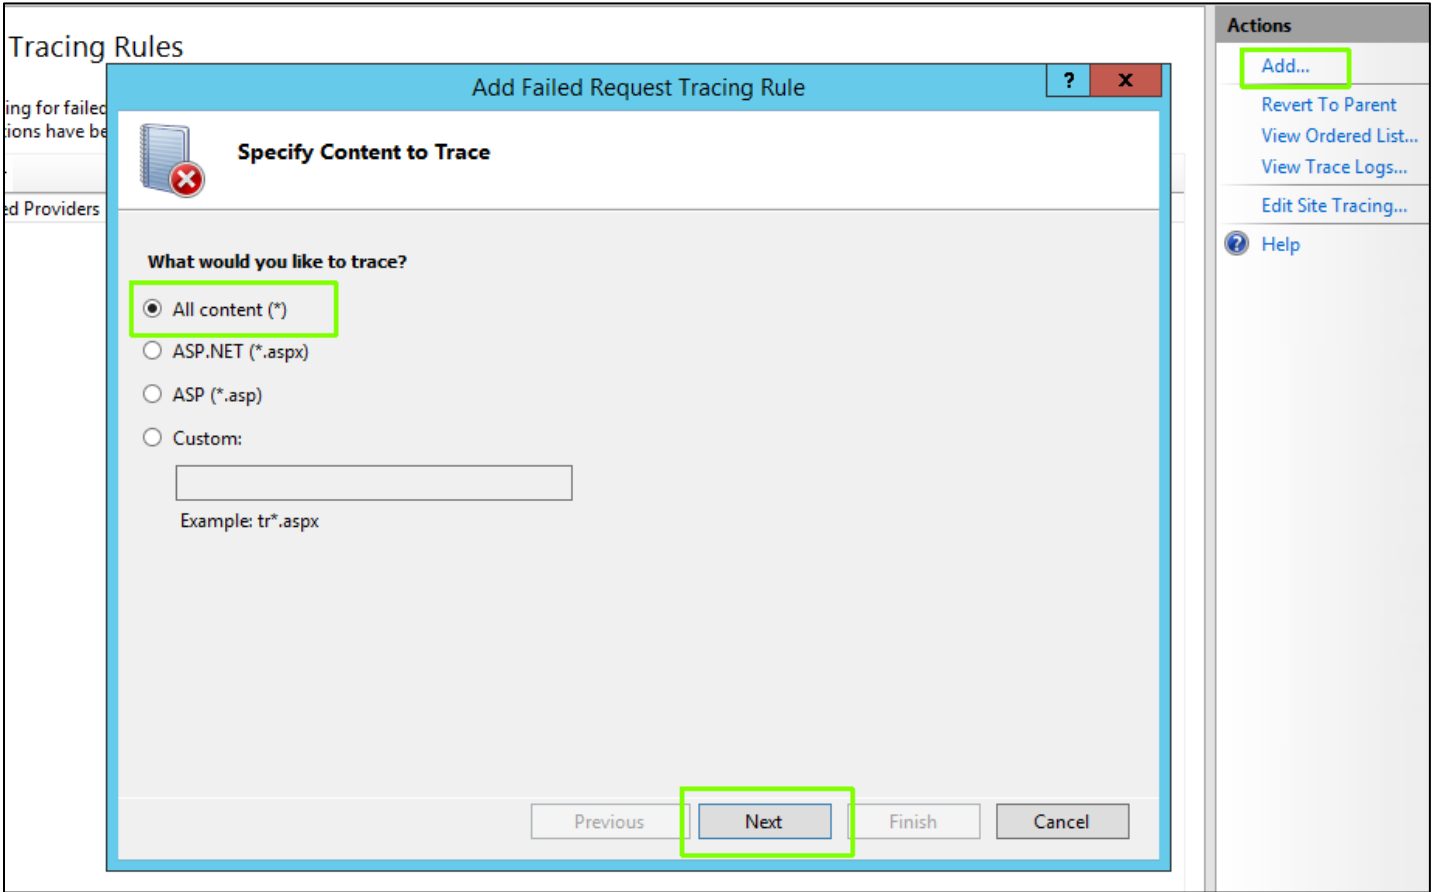 Tracing Rules
ing for failed
tions have be
ed Providers
Add Failed Request Tracing Rule
?
x
Specify Content to Trace
What would you like to trace?
All content (*)
ASP.NET (*.aspx)
ASP (*.asp)
Custom:
Example: tr*.aspx
Previous
Next
Finish
Cancel
Actions
Add...
Revert To Parent
View Ordered List...
View Trace Logs...
Edit Site Tracing...
? Help